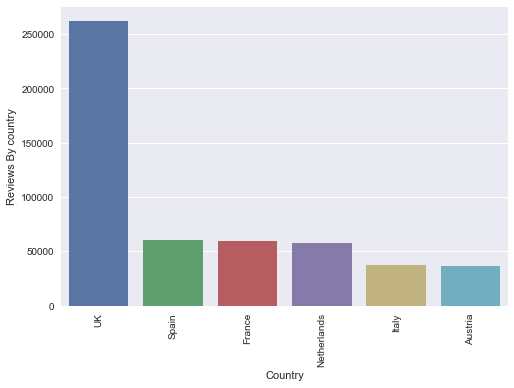 Reviews By country
250000
200000
150000
100000
50000
0
UK
Spain
France
Netherlands
Italy
Austria
Country